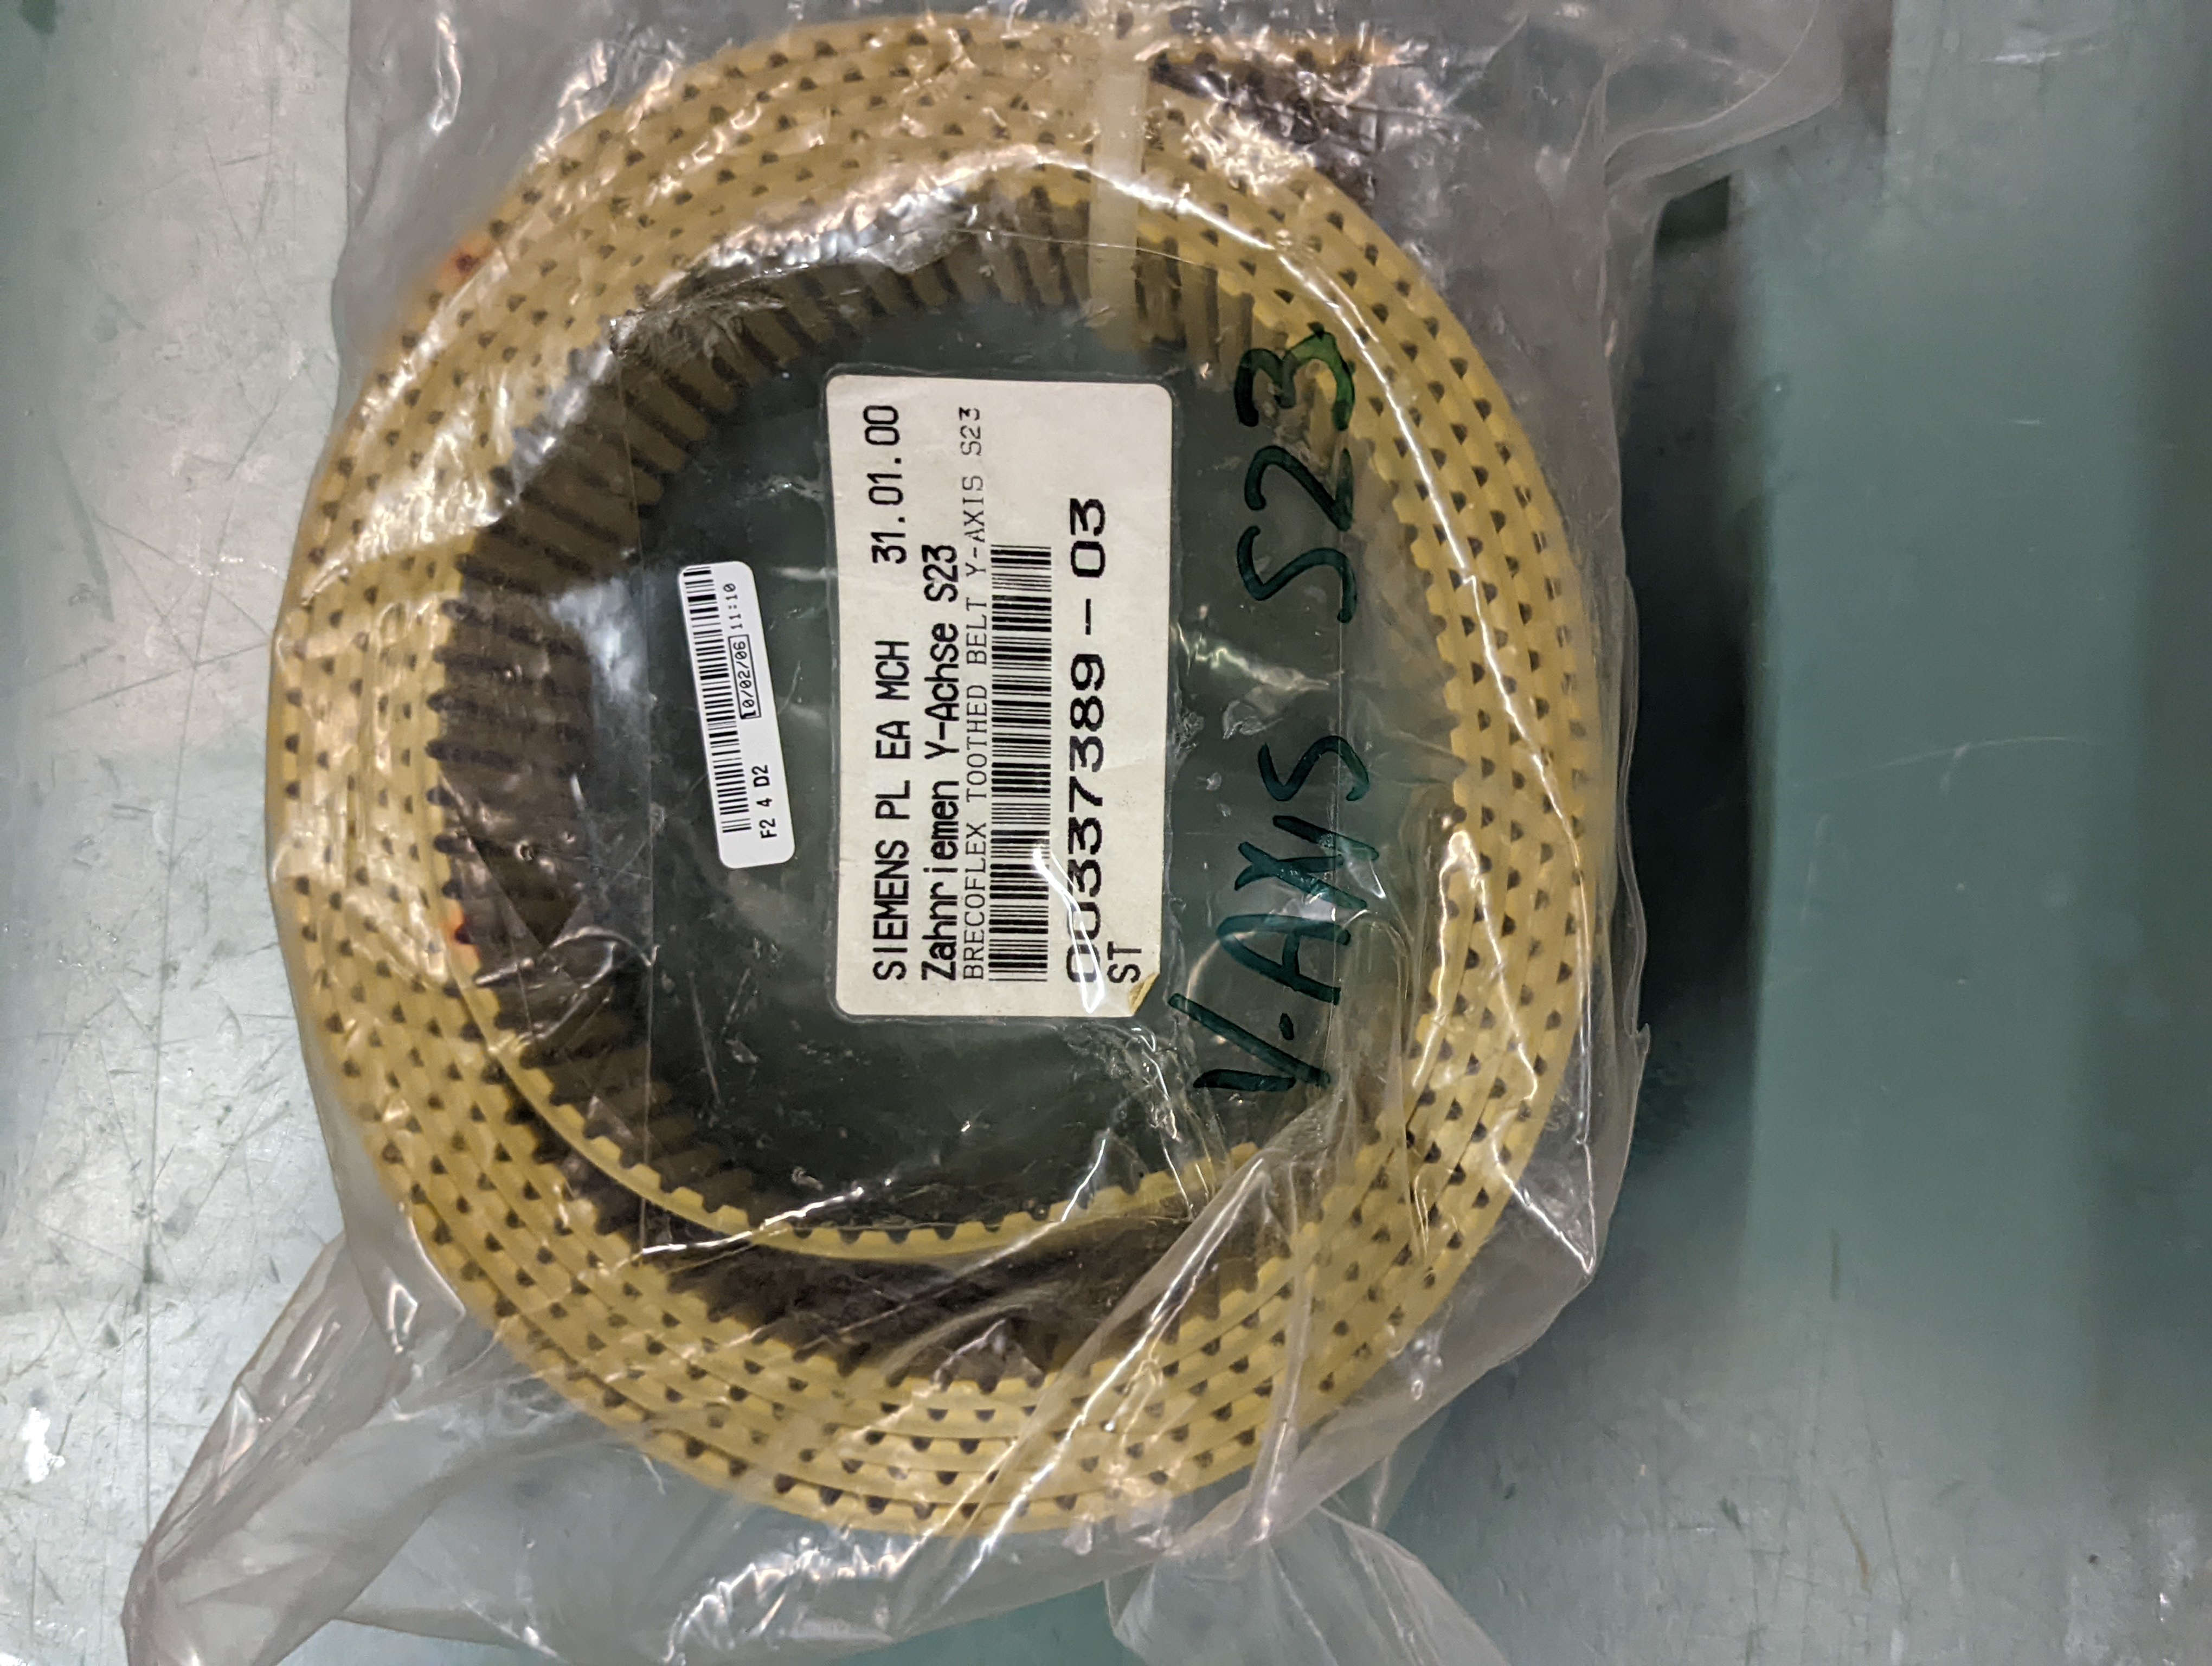 10/02/06 11:10
F2 4 D2
SIEMENS PL EA MCH 31.01.00
Zahnriemen Y-Achse S23
BRECOFLEX TOOTHED BELT Y-AXIS S23
00337389-03
ST
V.AXIS S23